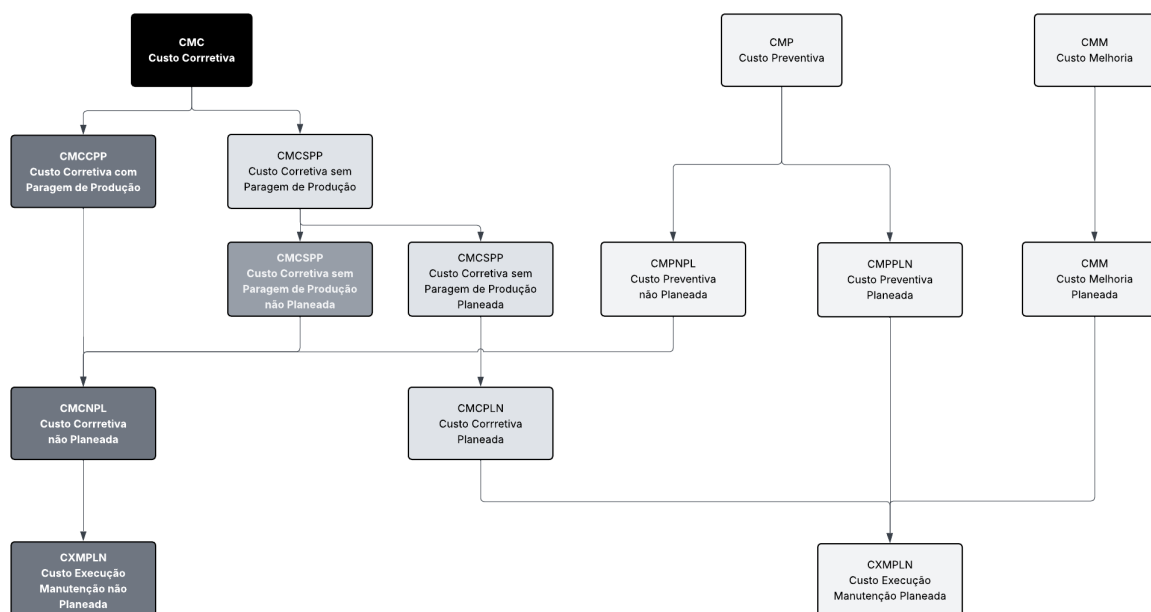 CMC
Custo Corrretiva
CMP
Custo Preventiva
CMM
Custo Melhoria
CMCCPP
Custo Corretiva com
Paragem de Produção
CMCSPP
Custo Corretiva sem
Paragem de Produção
CMCSPP
Custo Corretiva sem
Paragem de Produção
não Planeada
CMCSPP
Custo Corretiva sem
Paragem de Produção
Planeada
CMPNPL
Custo Preventiva
não Planeada
CMPPLN
Custo Preventiva
Planeada
CMM
Custo Melhoria
Planeada
CMCNPL
Custo Corrretiva
não Planeada
CMCPLN
Custo Corrretiva
Planeada
CXMPLN
Custo Execução
Manutenção não
Planeada
CXMPLN
Custo Execução
Manutenção Planeada